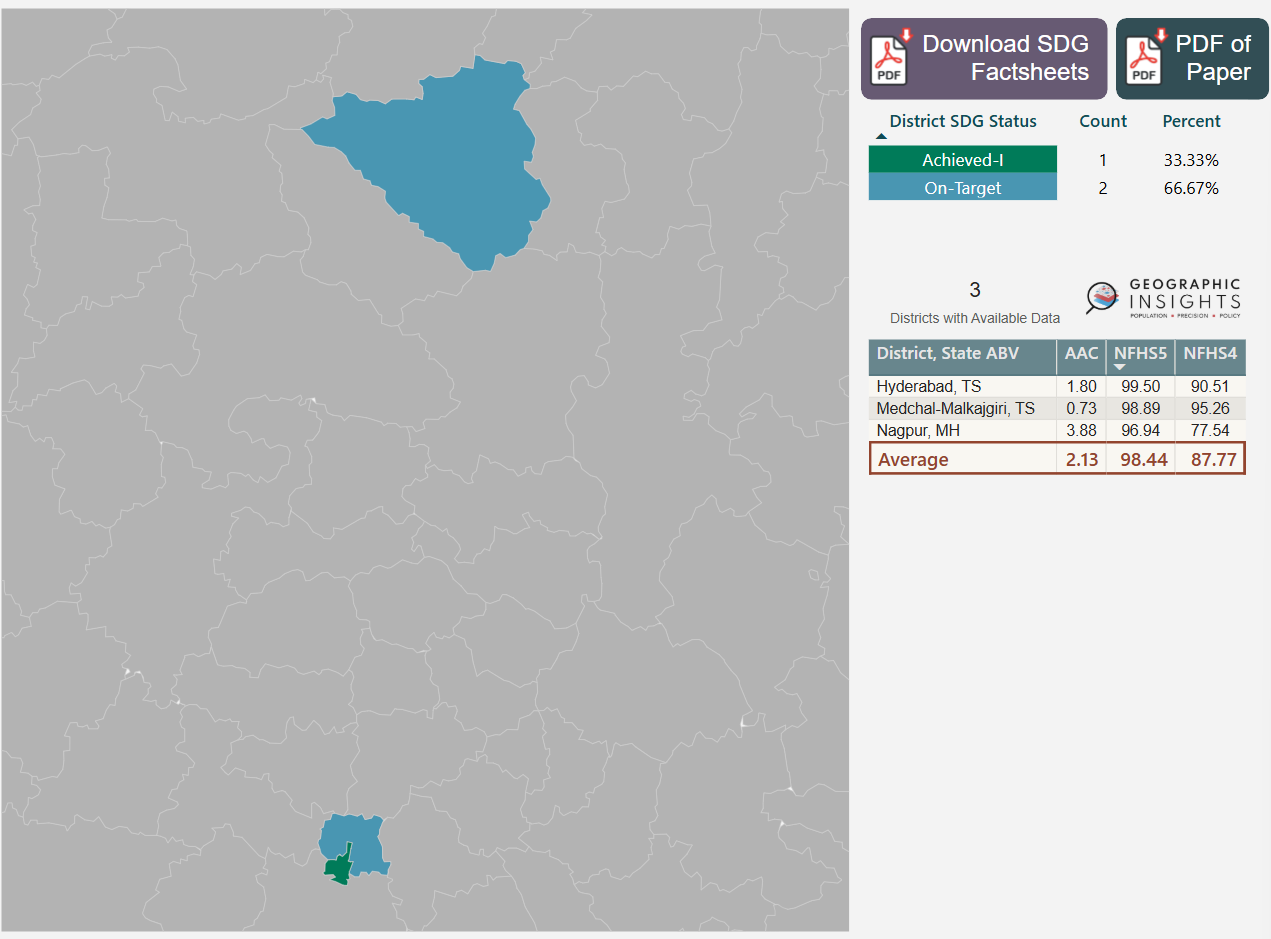 Download SDG
Factsheets
PDF
PDF of
Paper
PDF
District SDG Status Count Percent
Achieved-I 1 33.33%
On-Target 2 66.67%
3
Districts with Available Data
GEOGRAPHIC
INSIGHTS
POPULATION • PRECISION • POLICY
District, State ABV AAC NFHS5 NFHS4
Hyderabad, TS 1.80 99.50 90.51
Medchal-Malkajgiri, TS 0.73 98.89 95.26
Nagpur, MH 3.88 96.94 77.54
Average 2.13 98.44 87.77